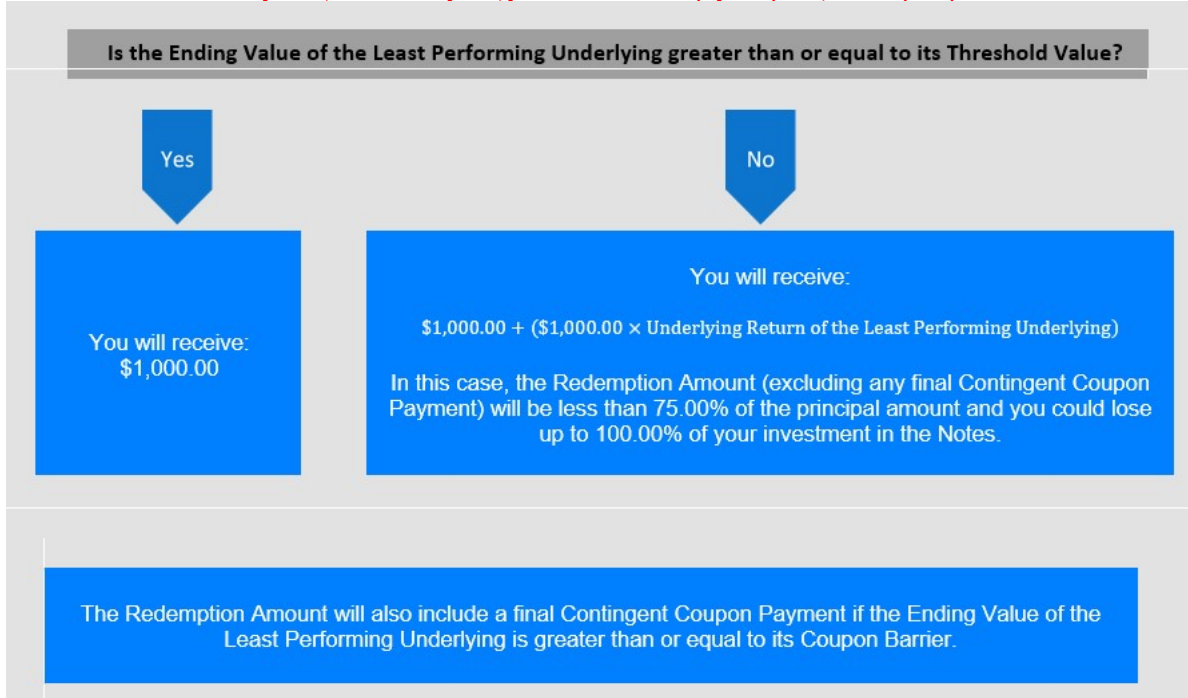 Is the Ending Value of the Least Performing Underlying greater than or equal to its Threshold Value?
Yes
No
You will receive:
$1,000.00
You will receive:
$1,000.00 + ($1,000.00 × Underlying Return of the Least Performing Underlying)
In this case, the Redemption Amount (excluding any final Contingent Coupon
Payment) will be less than 75.00% of the principal amount and you could lose
up to 100.00% of your investment in the Notes.
The Redemption Amount will also include a final Contingent Coupon Payment if the Ending Value of the
Least Performing Underlying is greater than or equal to its Coupon Barrier.